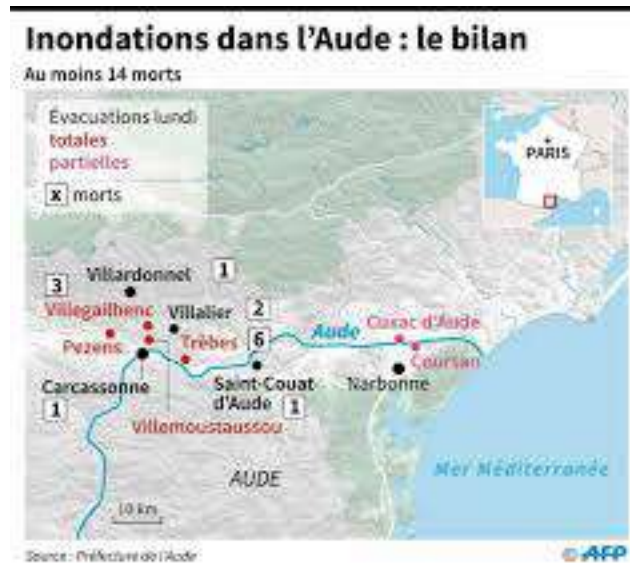 Inondations dans l'Aude : le bilan
Au moins 14 morts
Évacuations lundi
totales
partielles
x morts
PARIS
Villardonnel
1
3
Villegailhenc
Villalier
2
Pezens
Trèbes
6
Aude
Cuxac d'Aude
Coursan
Carcassonne
1
Saint-Couat
d'Aude
1
Narbonne
Villemoustaussou
AUDE
Mer Méditerranée
10 km
Source : Préfecture de l'Aude
© AFP